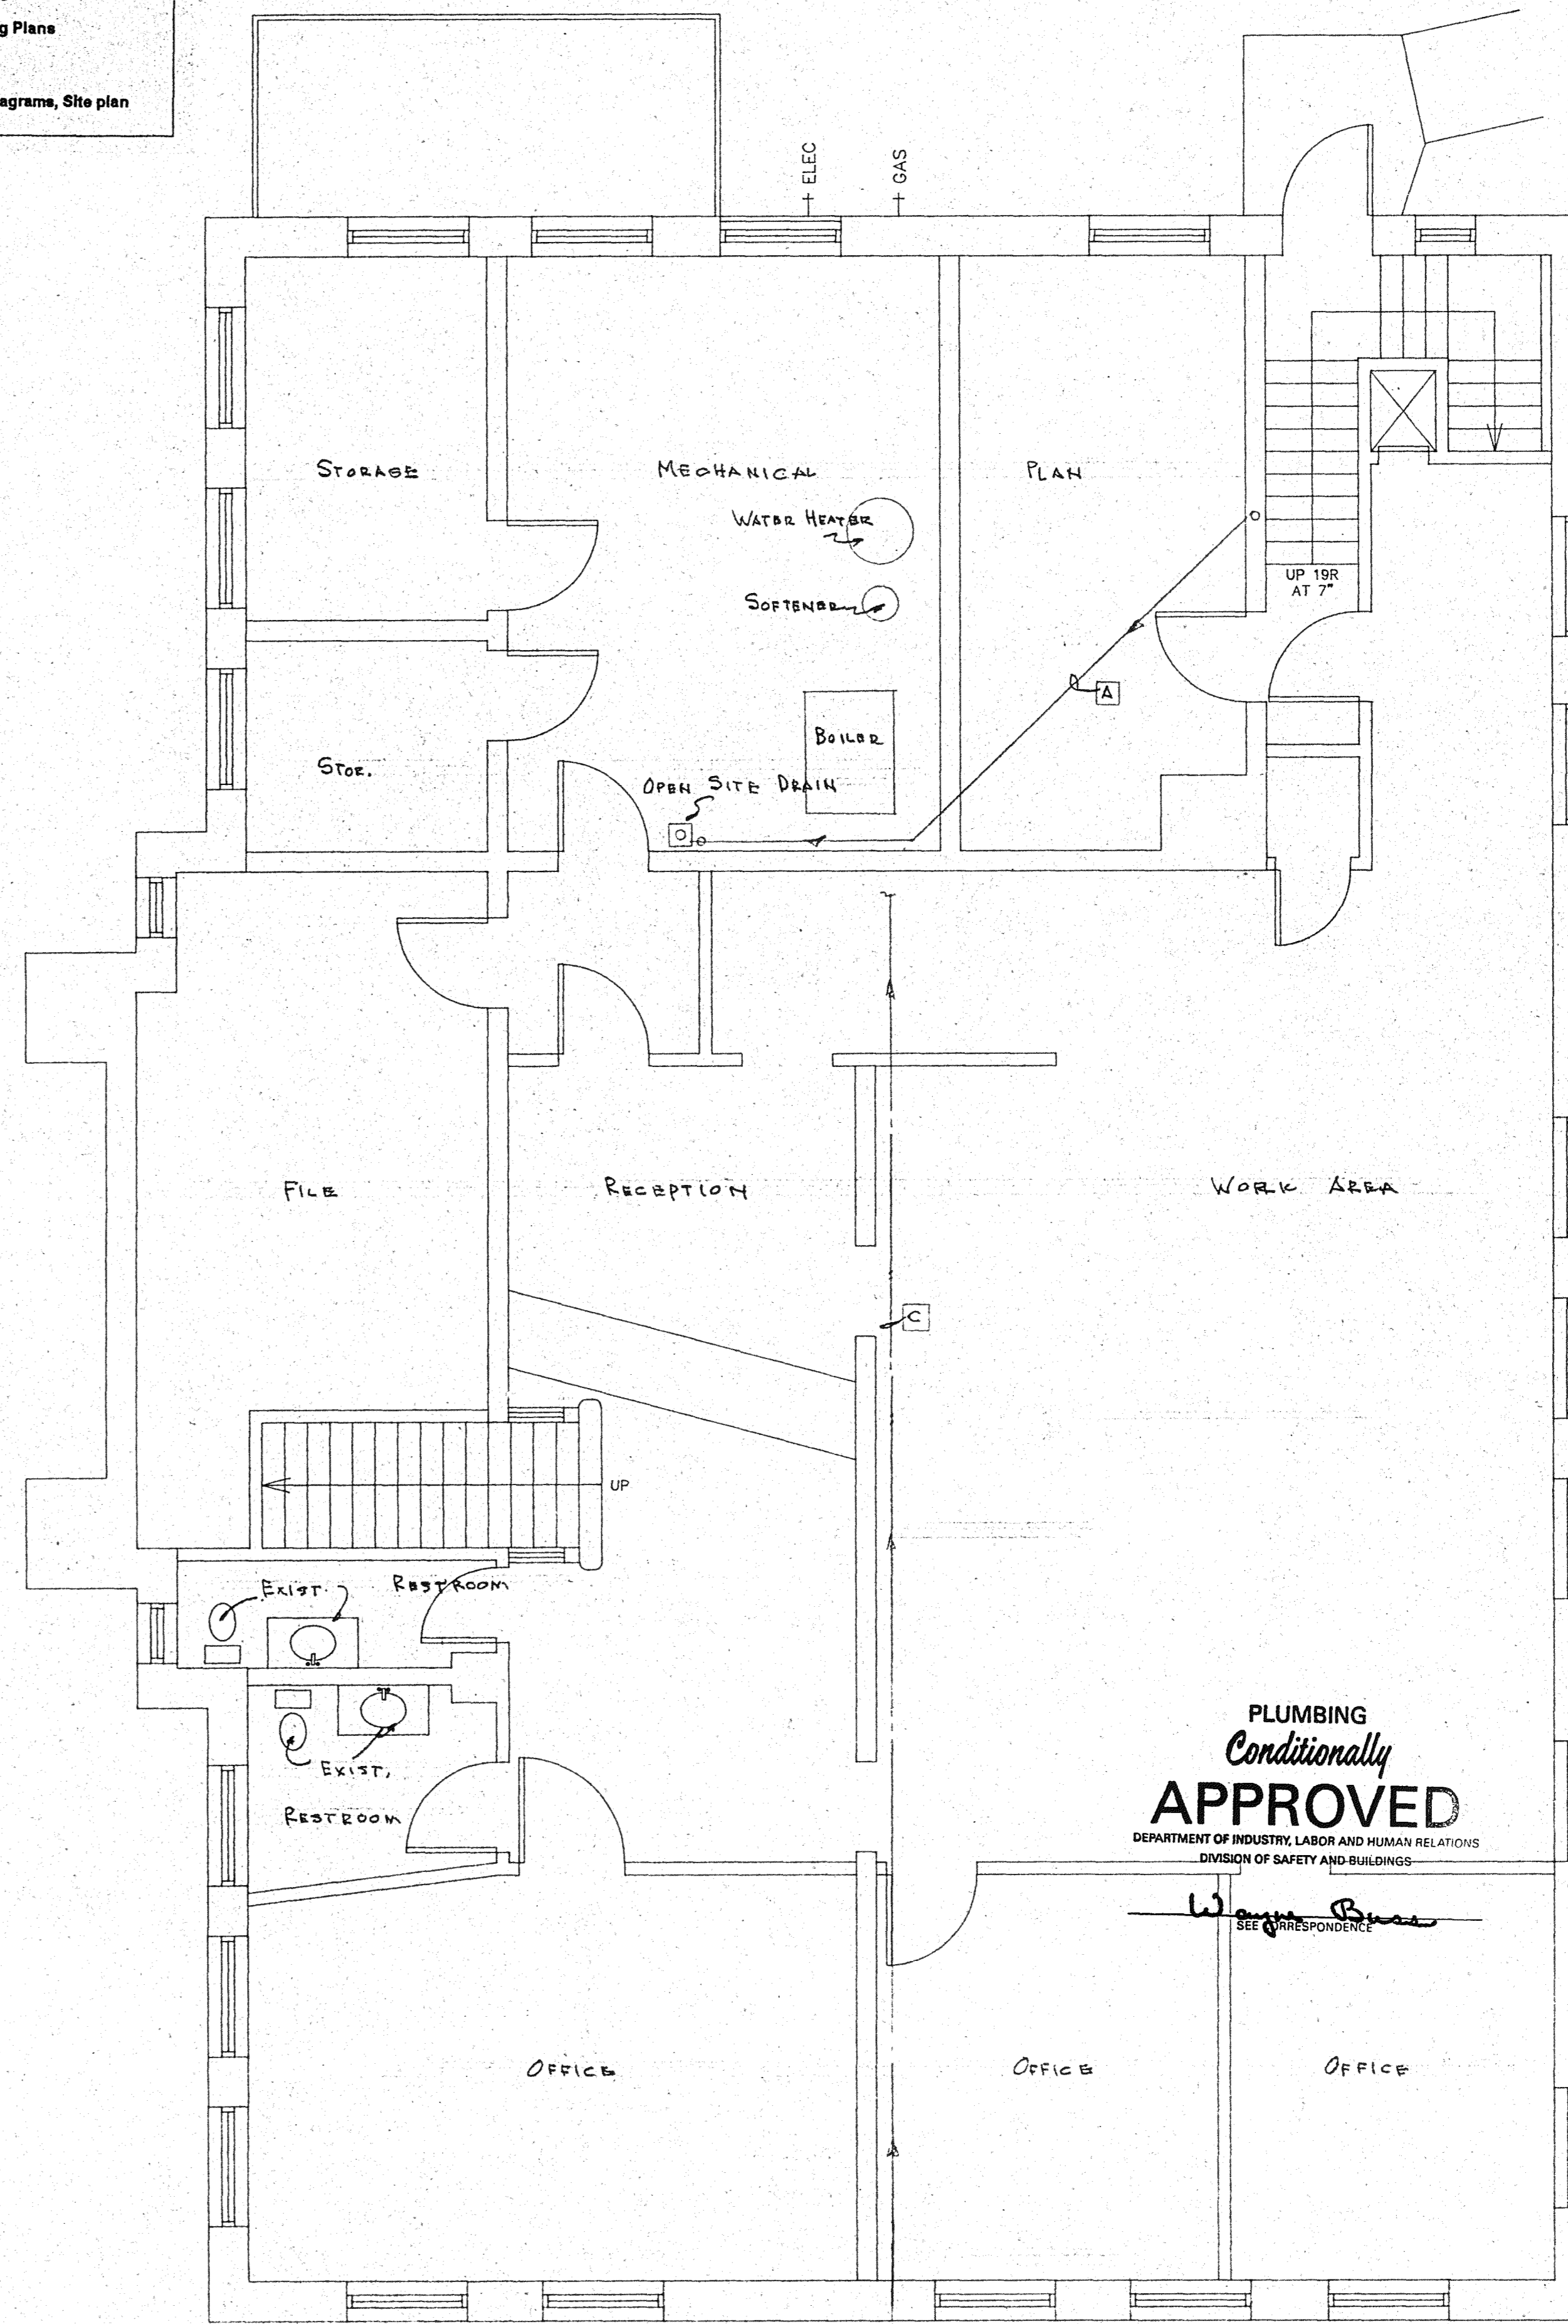 g Plans
agrams, Site plan
ELEC
GAS
STORAGE
MECHANICAL
PLAN
WATER HEATER
SOFTENER
UP 19R
AT 7"
A
BOILER
STOR.
OPEN SITE DRAIN
FILE
RECEPTION
WORK AREA
C
UP
EXIST.
RESTROOM
EXIST.
RESTROOM
PLUMBING
Conditionally
APPROVED
DEPARTMENT OF INDUSTRY, LABOR AND HUMAN RELATIONS
DIVISION OF SAFETY AND BUILDINGS
Wayne Buss
SEE CORRESPONDENCE
OFFICE
OFFICE
OFFICE